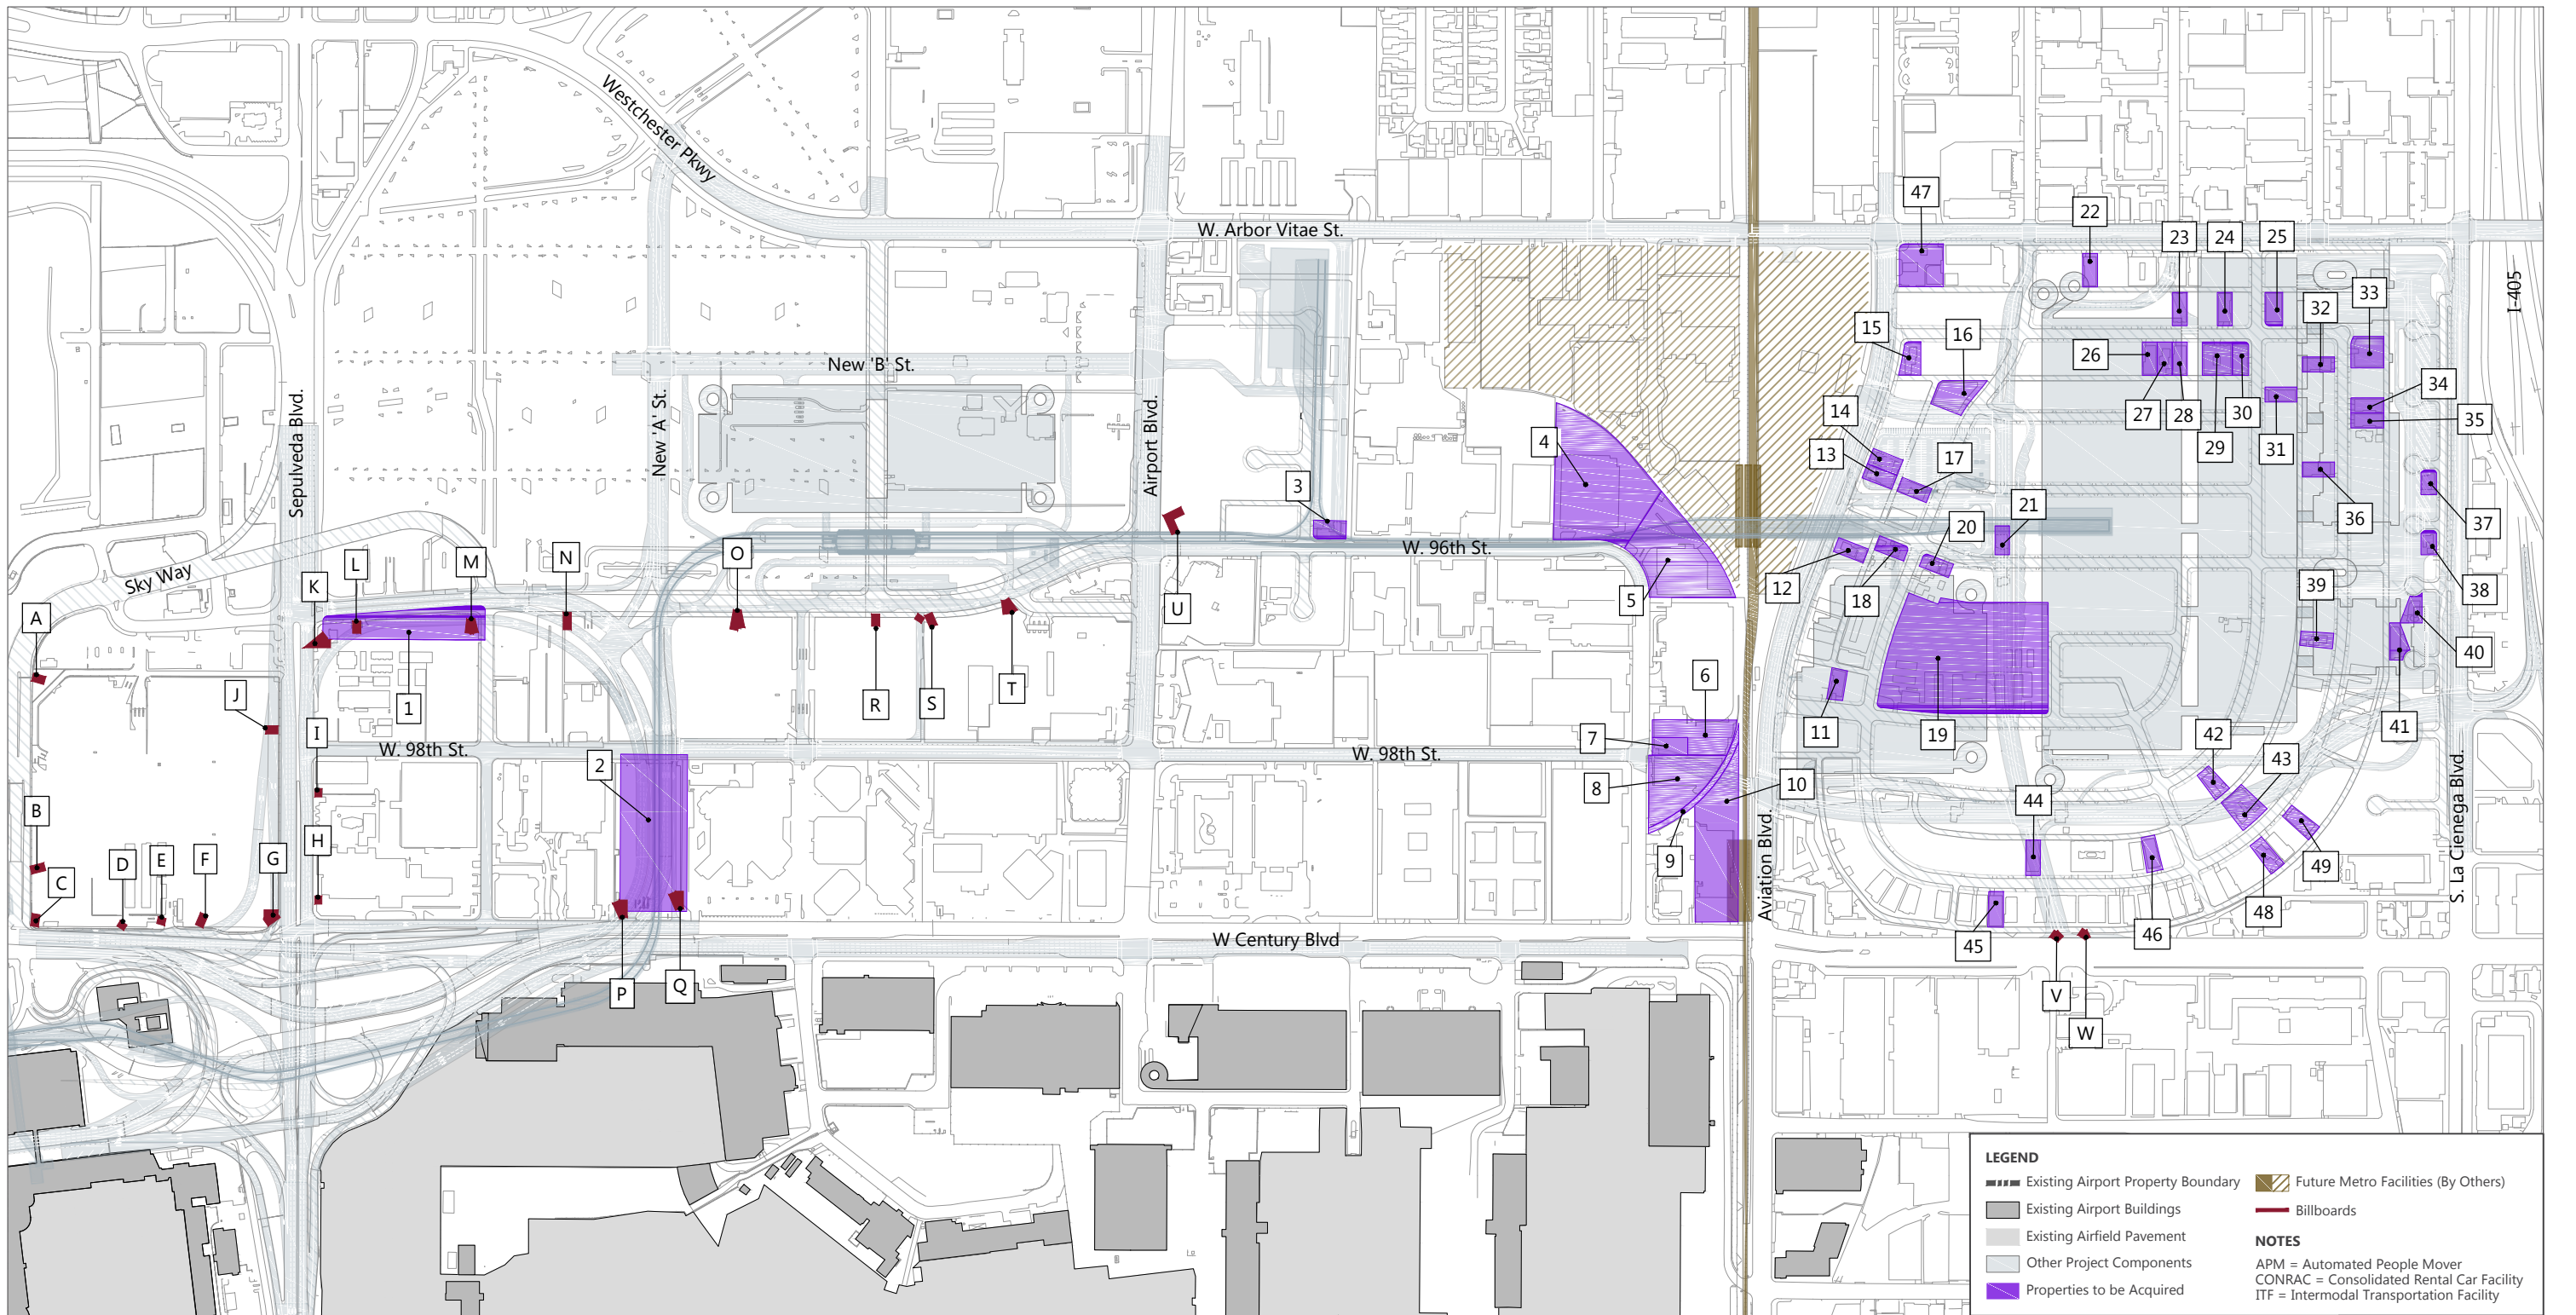 Westchester Pkwy
W. Arbor Vitae St.
47
22
23
24
25
I-405
33
32
15
16
New 'B' St.
26
34
14
27
28
30
35
29
31
4
13
17
Sepulveda Blvd.
New 'A' St.
Airport Blvd.
3
21
36
37
20
W. 96th St.
O
N
M
L
K
Sky Way
12
18
5
U
39
38
A
40
6
J
1
R
S
T
I
11
19
41
42
7
W. 98th St.
W. 98th St.
2
43
8
10
44
S. La Cienega Blvd.
B
H
D
E
F
G
C
9
Aviation Blvd.
49
48
46
45
W Century Blvd
P
Q
V
W
LEGEND
Existing Airport Property Boundary
Existing Airport Buildings
Existing Airfield Pavement
Other Project Components
Properties to be Acquired
Future Metro Facilities (By Others)
Billboards
NOTES
APM = Automated People Mover
CONRAC = Consolidated Rental Car Facility
ITF = Intermodal Transportation Facility